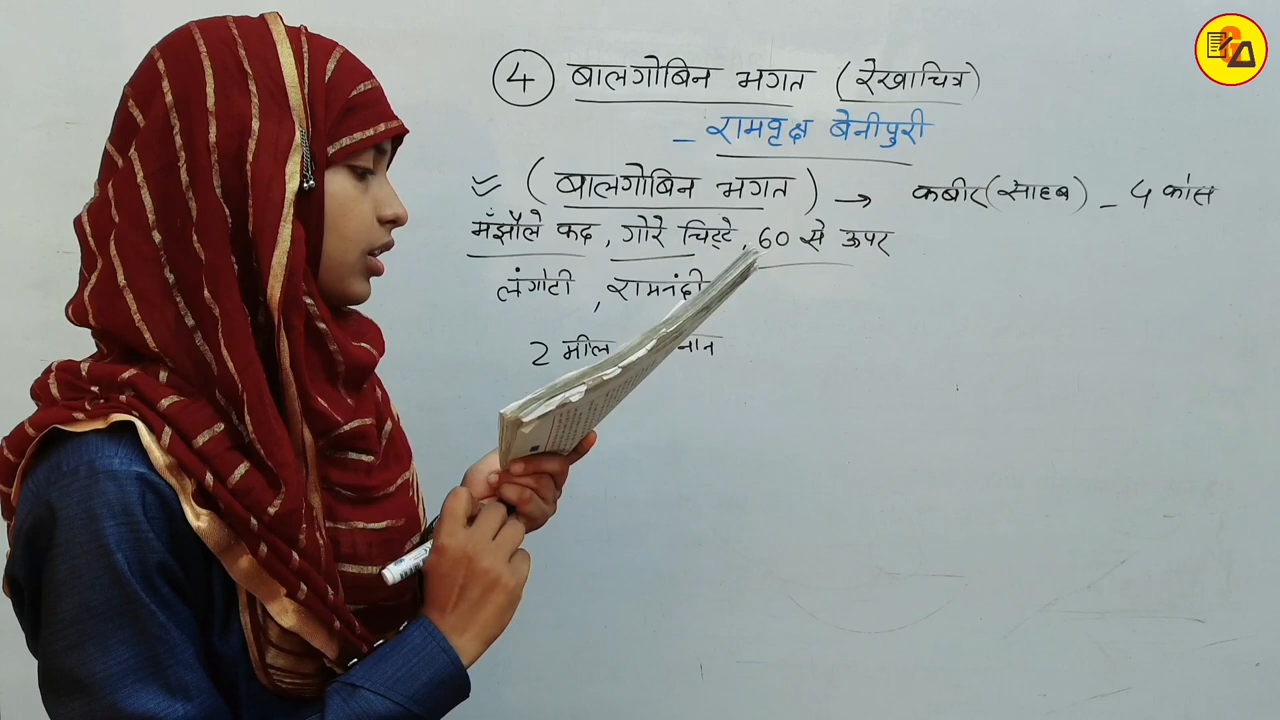 4 बालगोबिन भगत (रेखाचित्र)
- रामवृक्ष बेनीपुरी
(बालगोबिन भगत) → कबीर(साहब) - 4 कोस
मँझौले कद, गोरे चिट्टे, 60 से ऊपर
लंगोटी, रामनंदी
2 मील